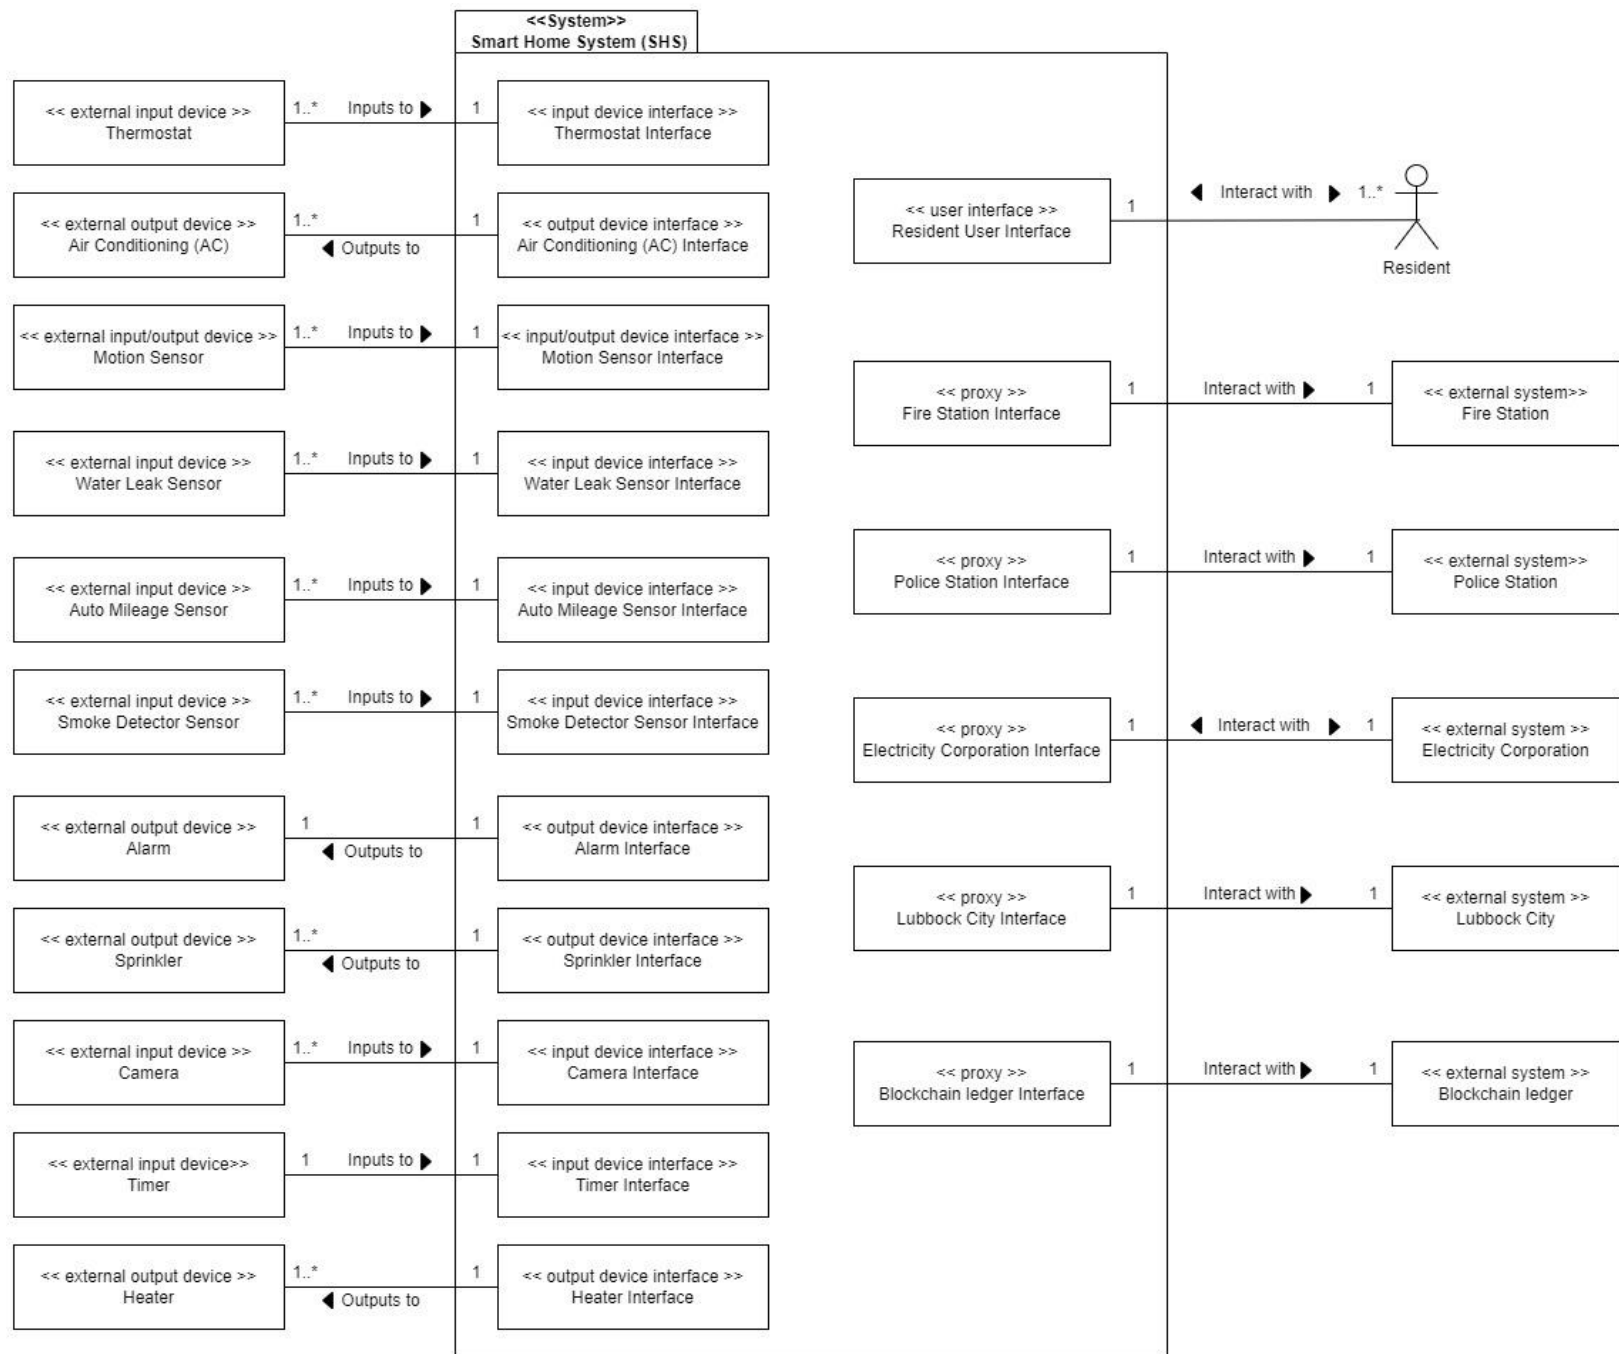 <<System>>
Smart Home System (SHS)
<< external input device >>
Thermostat
1..* Inputs to 1
<< input device interface >>
Thermostat Interface
<< external output device >>
Air Conditioning (AC)
1..* 1
Outputs to
<< output device interface >>
Air Conditioning (AC) Interface
<< external input/output device >>
Motion Sensor
1..* Inputs to 1
<< input/output device interface >>
Motion Sensor Interface
<< external input device >>
Water Leak Sensor
1..* Inputs to 1
<< input device interface >>
Water Leak Sensor Interface
<< external input device >>
Auto Mileage Sensor
1..* Inputs to 1
<< input device interface >>
Auto Mileage Sensor Interface
<< external input device >>
Smoke Detector Sensor
1..* Inputs to 1
<< input device interface >>
Smoke Detector Sensor Interface
<< external output device >>
Alarm
1 1
Outputs to
<< output device interface >>
Alarm Interface
<< external output device >>
Sprinkler
1..* 1
Outputs to
<< output device interface >>
Sprinkler Interface
<< external input device >>
Camera
1..* Inputs to 1
<< input device interface >>
Camera Interface
<< external input device>>
Timer
1 Inputs to 1
<< input device interface >>
Timer Interface
<< external output device >>
Heater
1..* 1
Outputs to
<< output device interface >>
Heater Interface
<< user interface >>
Resident User Interface
1 Interact with 1..*
Resident
<< proxy >>
Fire Station Interface
1 Interact with 1
<< external system>>
Fire Station
<< proxy >>
Police Station Interface
1 Interact with 1
<< external system>>
Police Station
<< proxy >>
Electricity Corporation Interface
1 Interact with 1
<< external system >>
Electricity Corporation
<< proxy >>
Lubbock City Interface
1 Interact with 1
<< external system >>
Lubbock City
<< proxy >>
Blockchain ledger Interface
1 Interact with 1
<< external system >>
Blockchain ledger